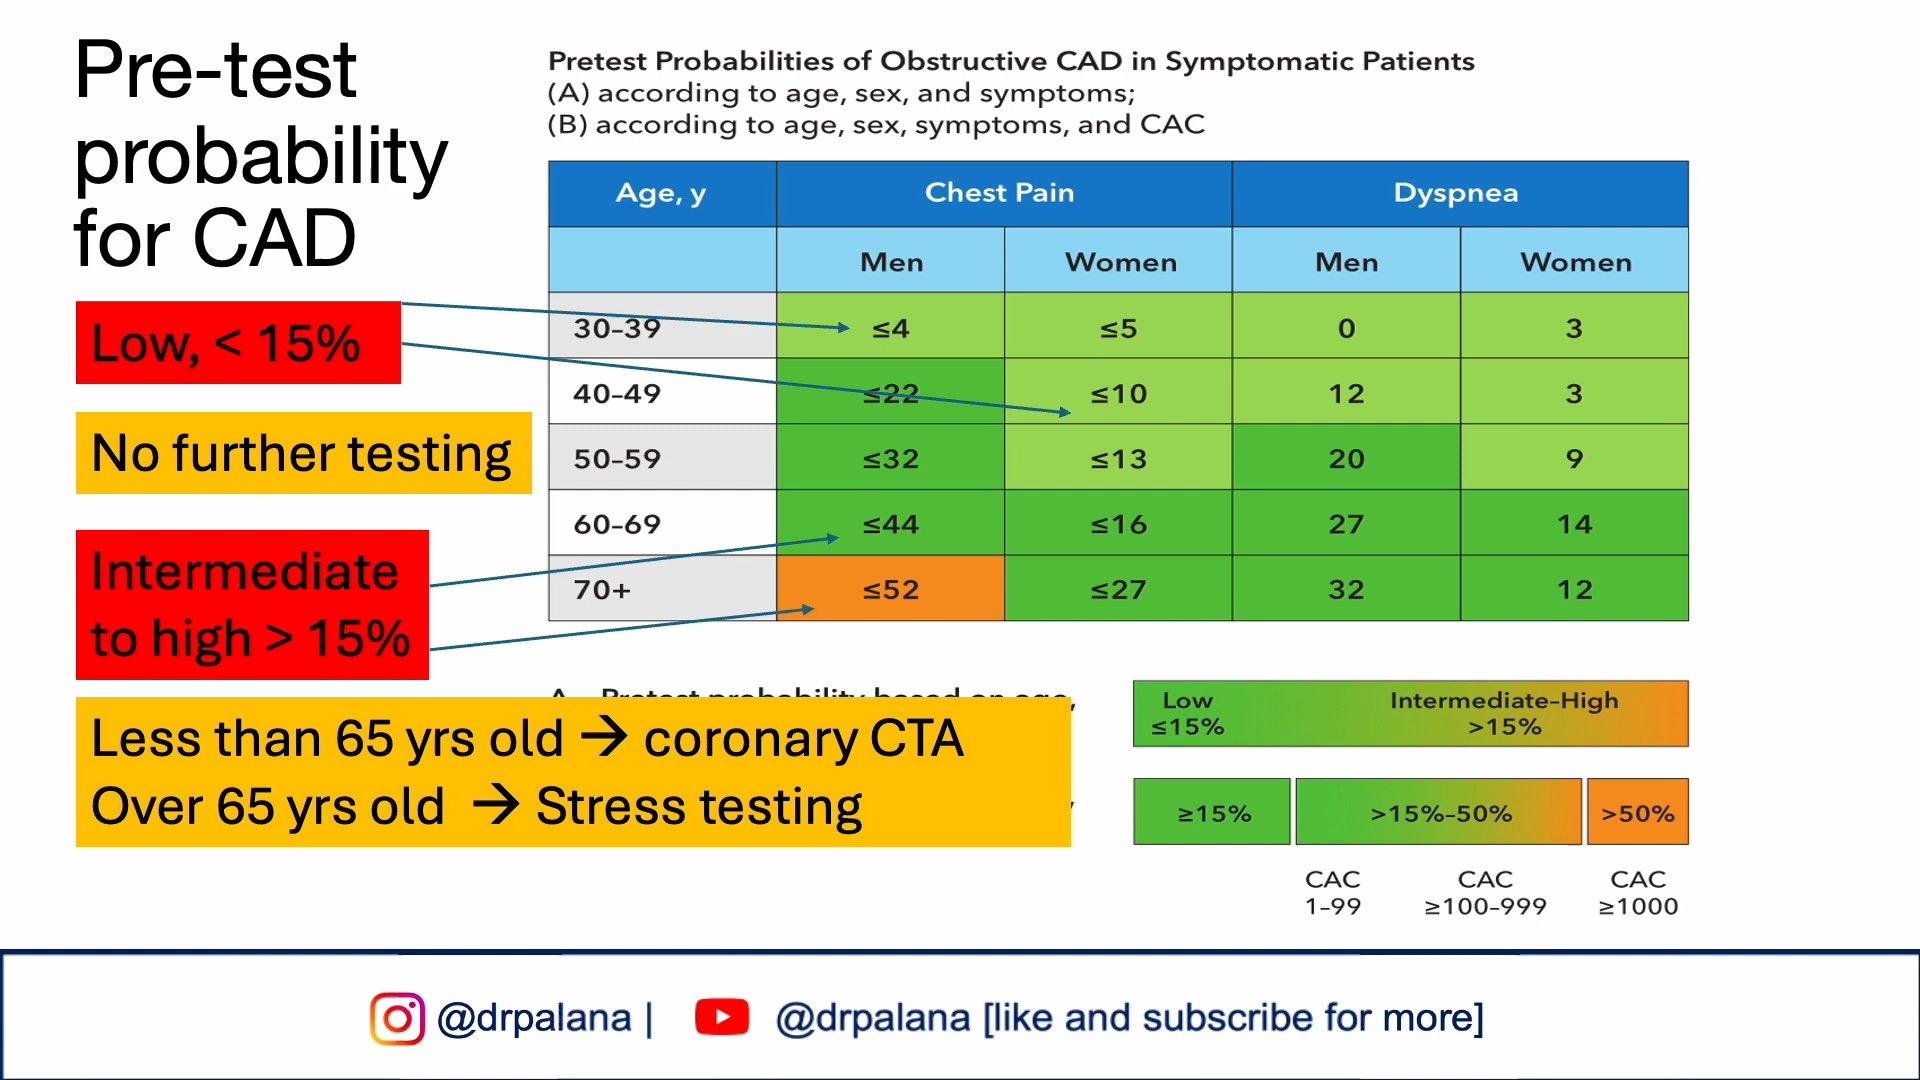 Pre-test
probability
for CAD
Low, < 15%
No further testing
Intermediate
to high > 15%
Less than 65 yrs old → coronary CTA
Over 65 yrs old → Stress testing
Pretest Probabilities of Obstructive CAD in Symptomatic Patients
(A) according to age, sex, and symptoms;
(B) according to age, sex, symptoms, and CAC
Age, y Chest Pain Dyspnea
Men Women Men Women
30–39 ≤4 ≤5 0 3
40–49 ≤22 ≤10 12 3
50–59 ≤32 ≤13 20 9
60–69 ≤44 ≤16 27 14
70+ ≤52 ≤27 32 12
A Pretest probability based on age,
Low Intermediate–High
≤15% >15%
≥15% >15%–50% >50%
CAC CAC CAC
1–99 ≥100–999 ≥1000
@drpalana | @drpalana [like and subscribe for more]